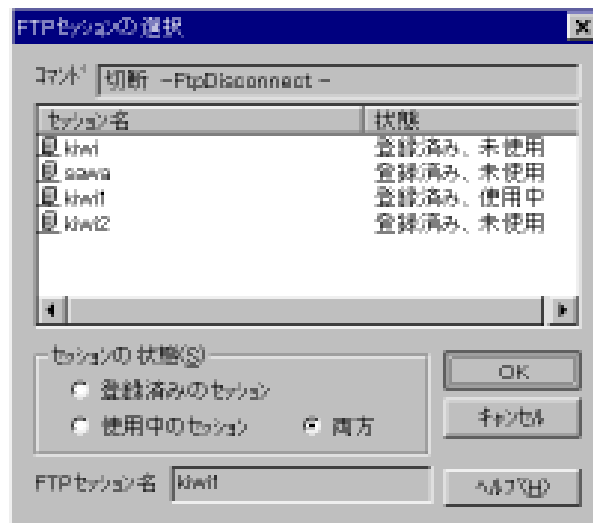 FTPセッションの選択
コマンド 切断 -FtpDisconnect-
セッション名 状態
kiwi 登録済み、未使用
sawa 登録済み、未使用
kiwi1 登録済み、使用中
kiwi2 登録済み、未使用
セッションの状態(S)
登録済みのセッション
使用中のセッション 両方
FTPセッション名 kiwi1
OK
キャンセル
ヘルプ(H)